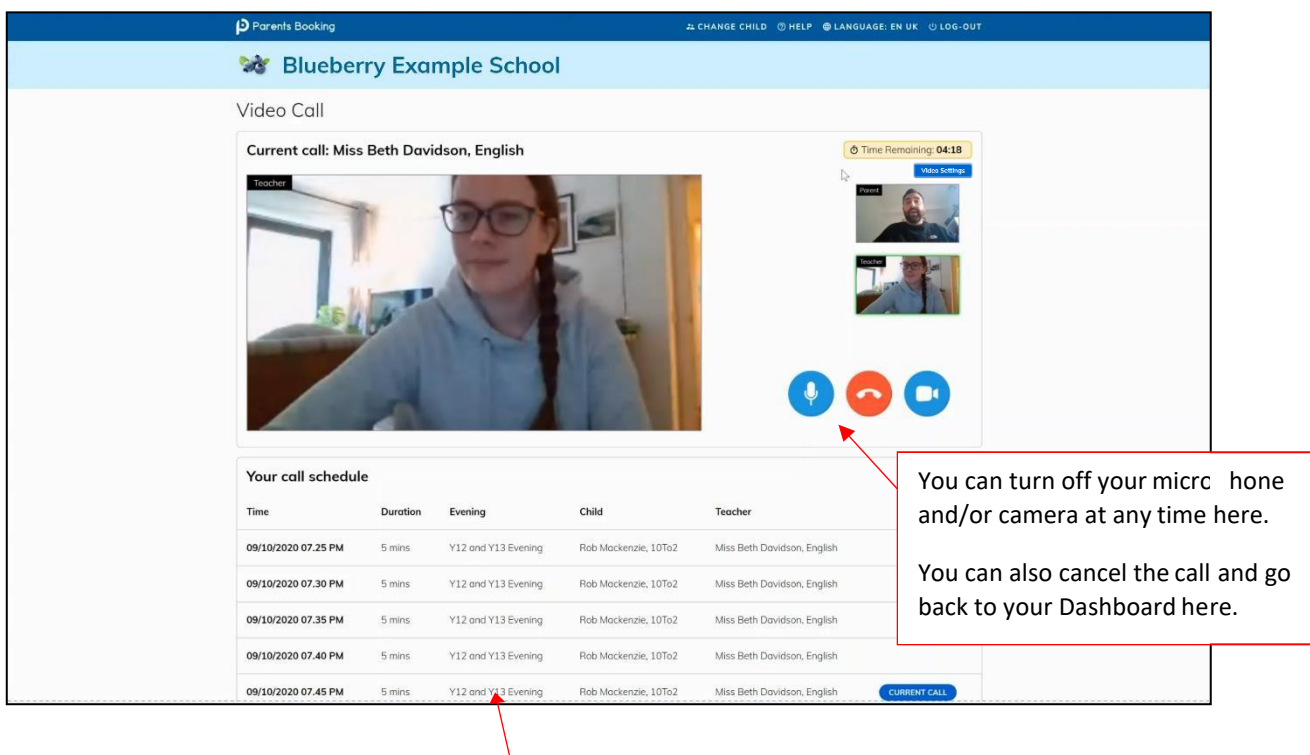 Parents Booking
CHANGE CHILD HELP LANGUAGE: EN UK LOG-OUT
Blueberry Example School
Video Call
Current call: Miss Beth Davidson, English
Time Remaining: 04:18
Video Settings
Teacher
Parent
Teacher
You can turn off your micro hone
and/or camera at any time here.
You can also cancel the call and go
back to your Dashboard here.
Your call schedule
Time Duration Evening Child Teacher
09/10/2020 07.25 PM 5 mins Y12 and Y13 Evening Rob Mackenzie, 10To2 Miss Beth Davidson, English
09/10/2020 07.30 PM 5 mins Y12 and Y13 Evening Rob Mackenzie, 10To2 Miss Beth Davidson, English
09/10/2020 07.35 PM 5 mins Y12 and Y13 Evening Rob Mackenzie, 10To2 Miss Beth Davidson, English
09/10/2020 07.40 PM 5 mins Y12 and Y13 Evening Rob Mackenzie, 10To2 Miss Beth Davidson, English
09/10/2020 07.45 PM 5 mins Y12 and Y13 Evening Rob Mackenzie, 10To2 Miss Beth Davidson, English CURRENT CALL